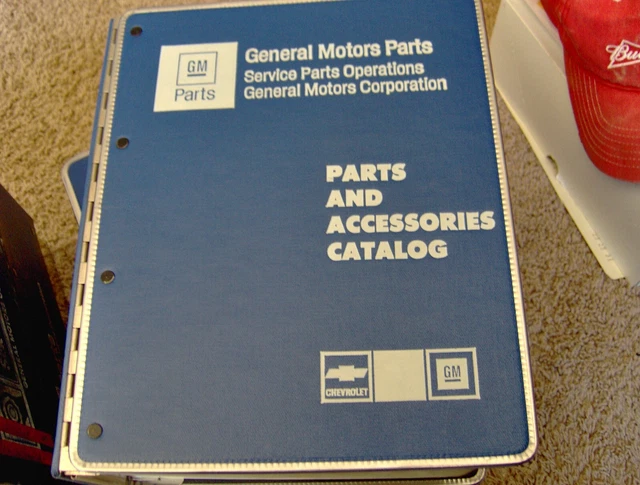 GM
Parts
General Motors Parts
Service Parts Operations
General Motors Corporation
PARTS
AND
ACCESSORIES
CATALOG
CHEVROLET
GM